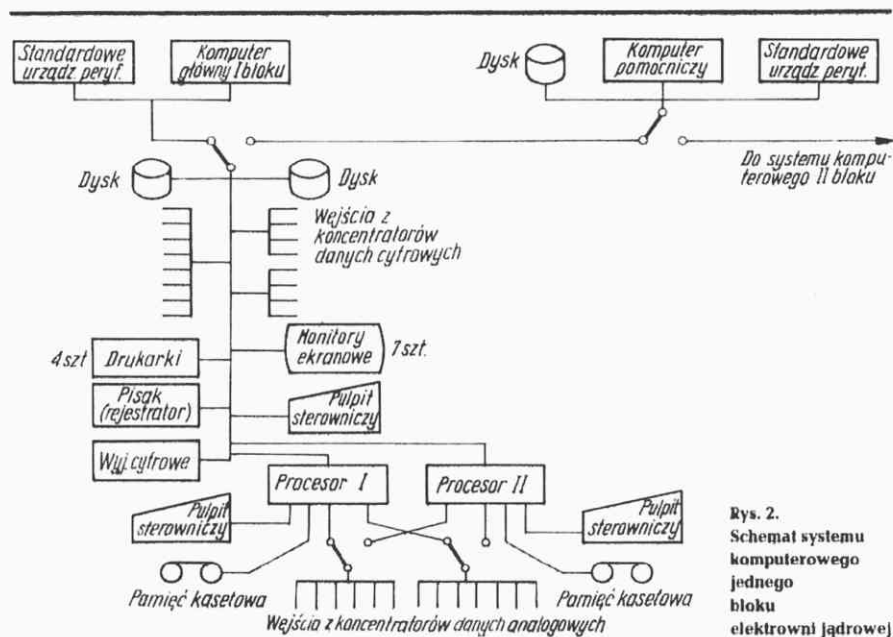 Standardowe
urządz. peryf.
Komputer
główny I bloku
Dysk
Komputer
pomocniczy
Standardowe
urządz. peryf.
Do systemu kompu-
terowego II bloku
Dysk
Dysk
Wejścia z
koncentratorów
danych cyfrowych
4 szt
Drukarki
Monitory
ekranowe
7 szt.
Pisak
(rejestrator)
Pulpit
sterowniczy
Wyj. cyfrowe
Procesor I
Procesor II
Pulpit
sterowniczy
Pulpit
sterowniczy
Pamięć kasetowa
Pamięć kasetowa
Wejścia z koncentratorów danych analogowych
Rys. 2.
Schemat systemu
komputerowego
jednego
bloku
elektrowni jądrowej